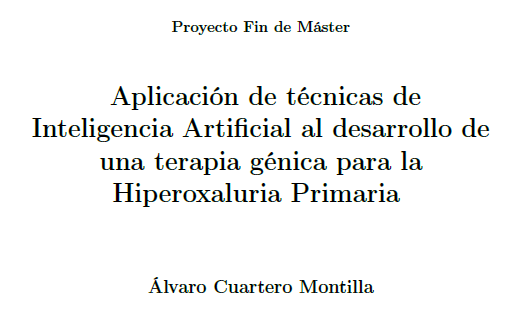 Proyecto Fin de Máster
Aplicación de técnicas de
Inteligencia Artificial al desarrollo de
una terapia génica para la
Hiperoxaluria Primaria
Álvaro Cuartero Montilla